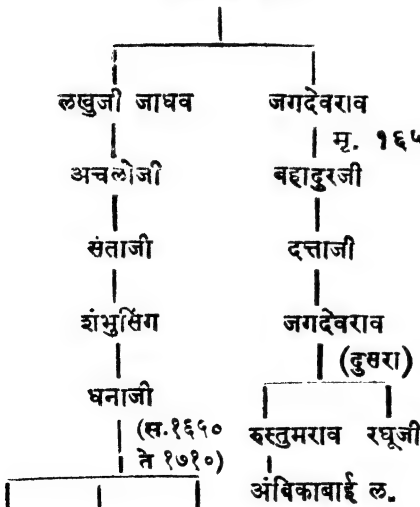 लखुजी जाधव जगदेवराव
मृ. १६५
अचलोजी बहादुरजी
संताजी दत्ताजी
शंभुसिंग जगदेवराव
(दुसरा)
धनाजी
(स.१६५० रुस्तुमराव रघूजी
ते १७१०)
अंबिकाबाई ल.